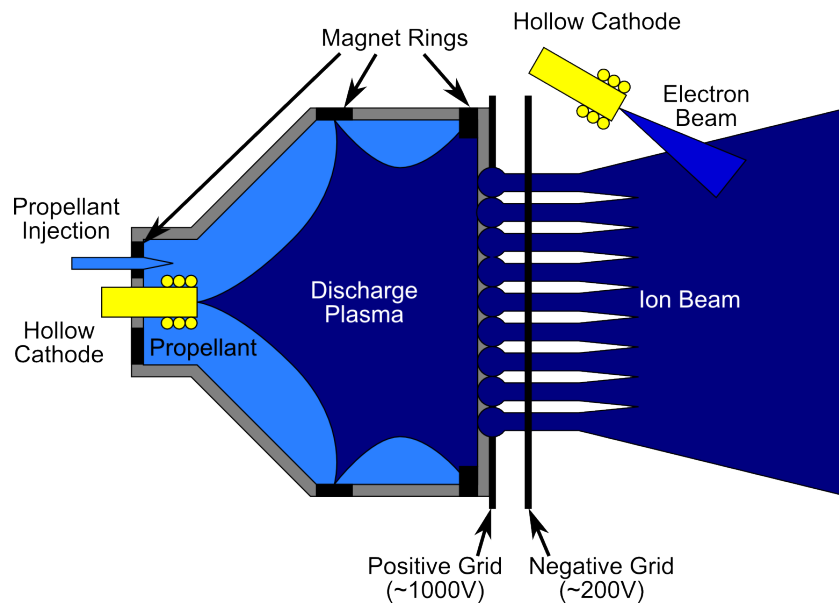 Hollow Cathode
Magnet Rings
Electron
Beam
Propellant
Injection
Discharge
Plasma
Ion Beam
Hollow
Cathode
Propellant
Positive Grid
(~1000V)
Negative Grid
(~200V)